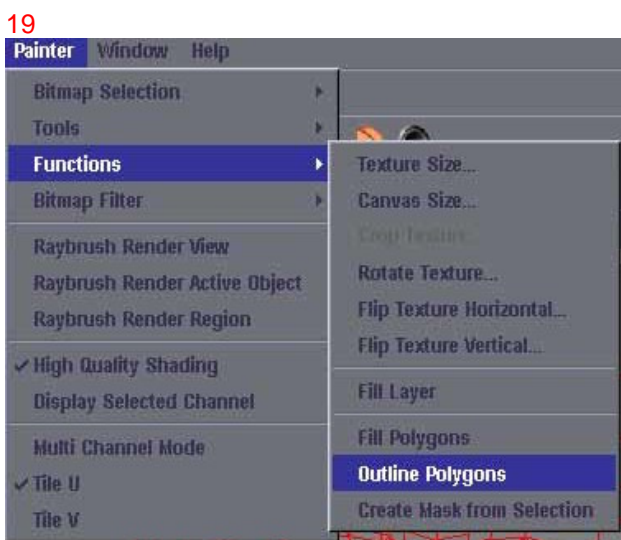 19
Painter Window Help
Bitmap Selection
Tools
Functions
Bitmap Filter
Raybrush Render View
Raybrush Render Active Object
Raybrush Render Region
High Quality Shading
Display Selected Channel
Multi Channel Mode
Tile U
Tile V
Texture Size...
Canvas Size...
Crop Texture
Rotate Texture...
Flip Texture Horizontal...
Flip Texture Vertical...
Fill Layer
Fill Polygons
Outline Polygons
Create Mask from Selection